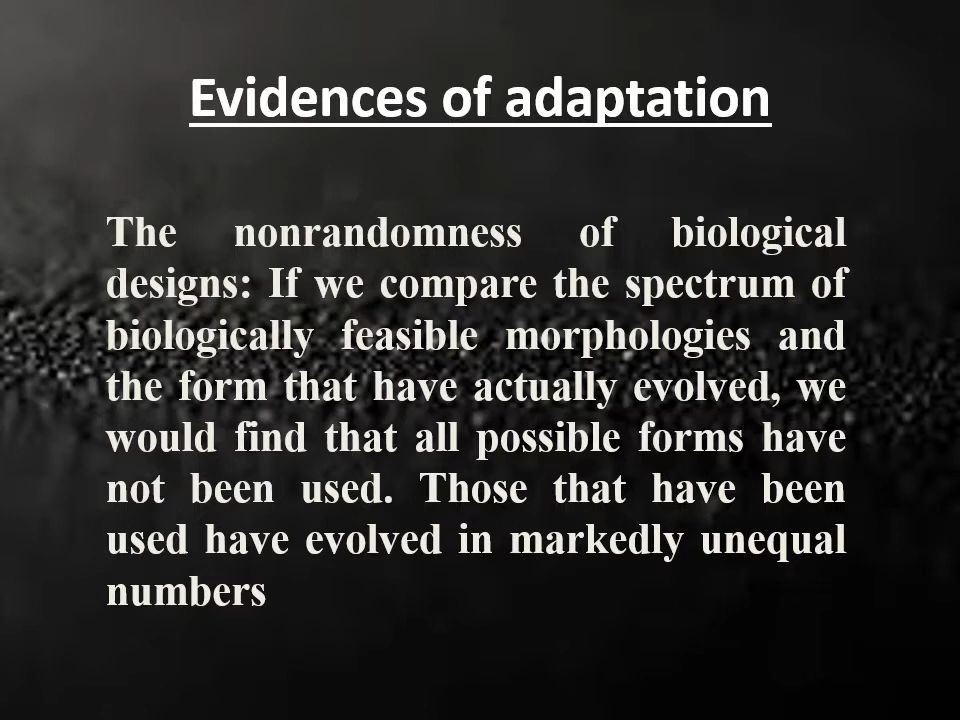 Evidences of adaptation
The nonrandomness of biological
designs: If we compare the spectrum of
biologically feasible morphologies and
the form that have actually evolved, we
would find that all possible forms have
not been used. Those that have been
used have evolved in markedly unequal
numbers